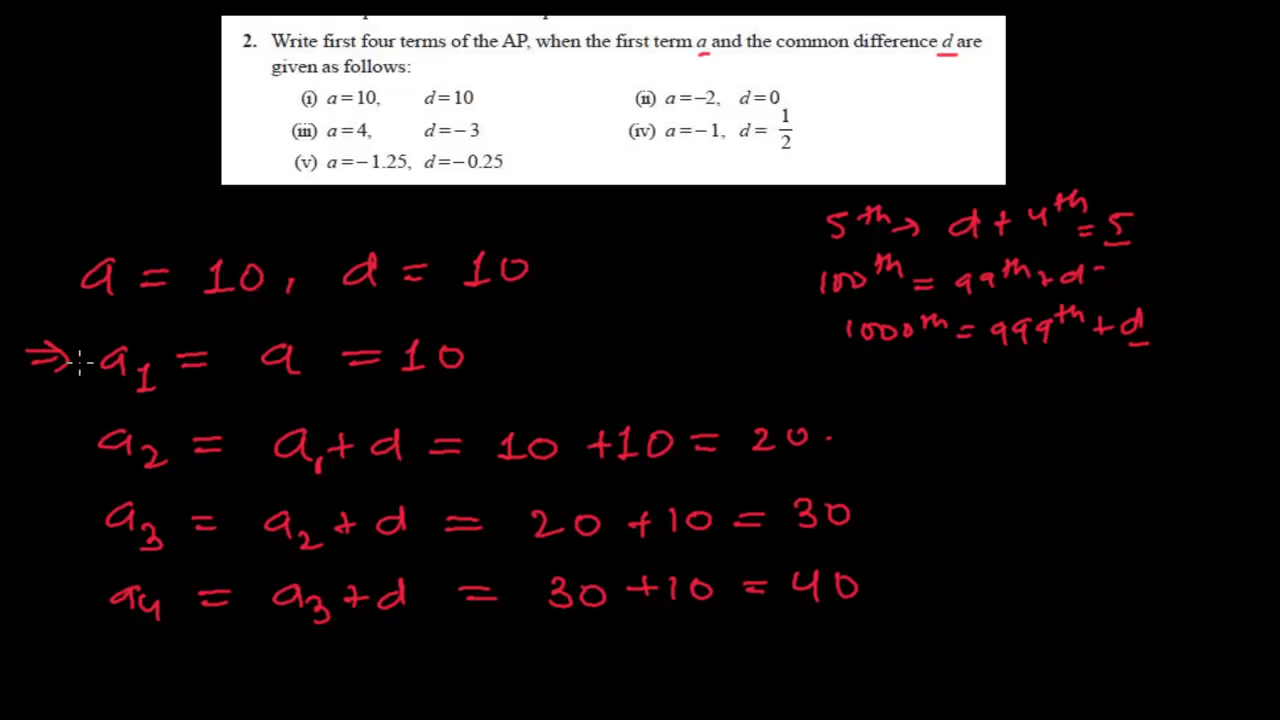 2. Write first four terms of the AP, when the first term a and the common difference d are
given as follows:
(i) a=10, d=10 (ii) a=−2, d=0
(iii) a=4, d=−3 (iv) a=−1, d= 1/2
(v) a=−1.25, d=−0.25
5th → d + 4th = 5
a = 10, d = 10
100th = 99th + d
1000th = 999th + d
⇒ a1 = a = 10
a2 = a1 + d = 10 + 10 = 20.
a3 = a2 + d = 20 + 10 = 30
a4 = a3 + d = 30 + 10 = 40